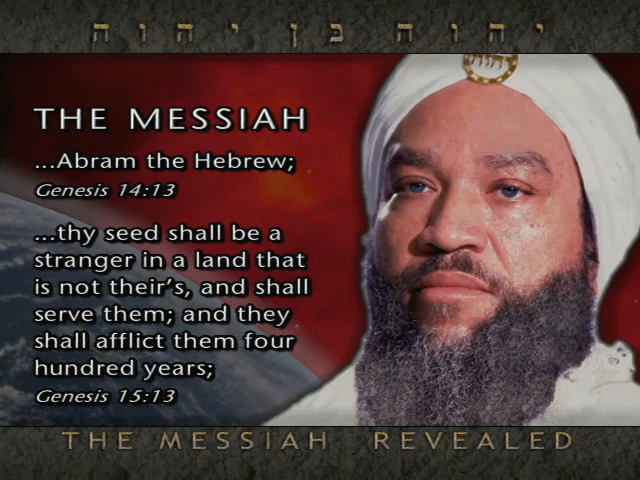 יהוה בן יהוה
THE MESSIAH
...Abram the Hebrew;
Genesis 14:13
...thy seed shall be a
stranger in a land that
is not their's, and shall
serve them; and they
shall afflict them four
hundred years;
Genesis 15:13
THE MESSIAH REVEALED